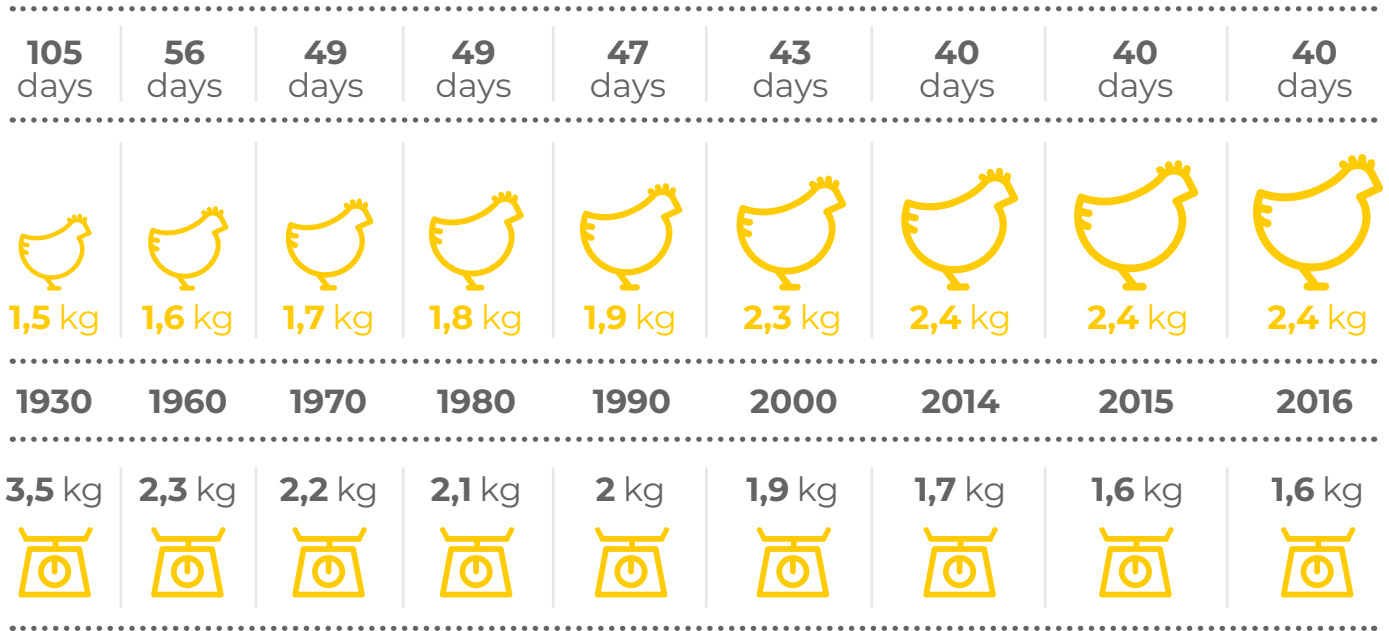 105 56 49 49 47 43 40 40 40
days days days days days days days days days
1,5 kg 1,6 kg 1,7 kg 1,8 kg 1,9 kg 2,3 kg 2,4 kg 2,4 kg 2,4 kg
1930 1960 1970 1980 1990 2000 2014 2015 2016
3,5 kg 2,3 kg 2,2 kg 2,1 kg 2 kg 1,9 kg 1,7 kg 1,6 kg 1,6 kg